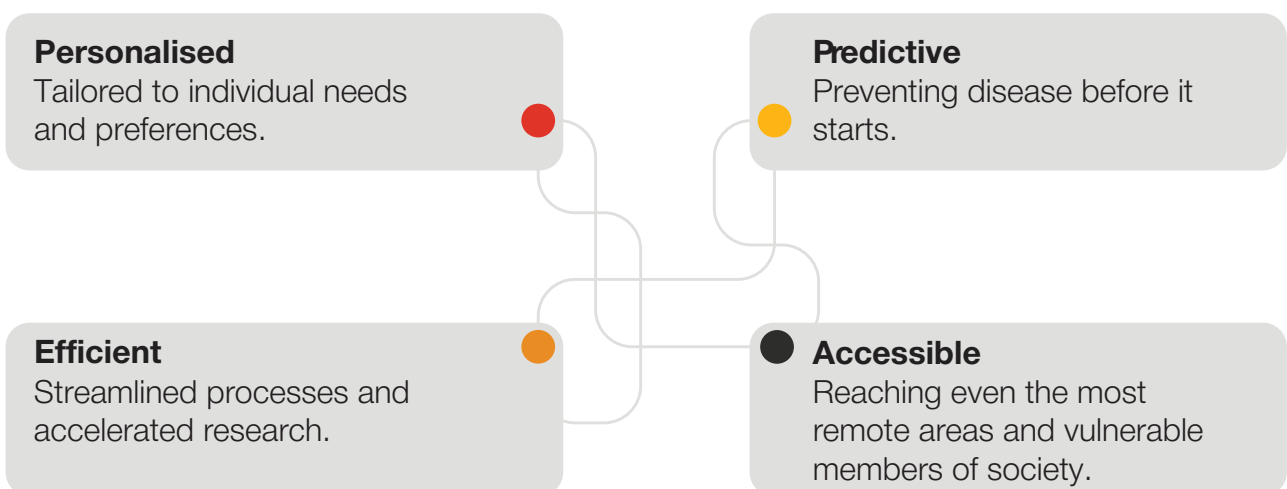 Personalised
Tailored to individual needs
and preferences.
Predictive
Preventing disease before it
starts.
Efficient
Streamlined processes and
accelerated research.
Accessible
Reaching even the most
remote areas and vulnerable
members of society.